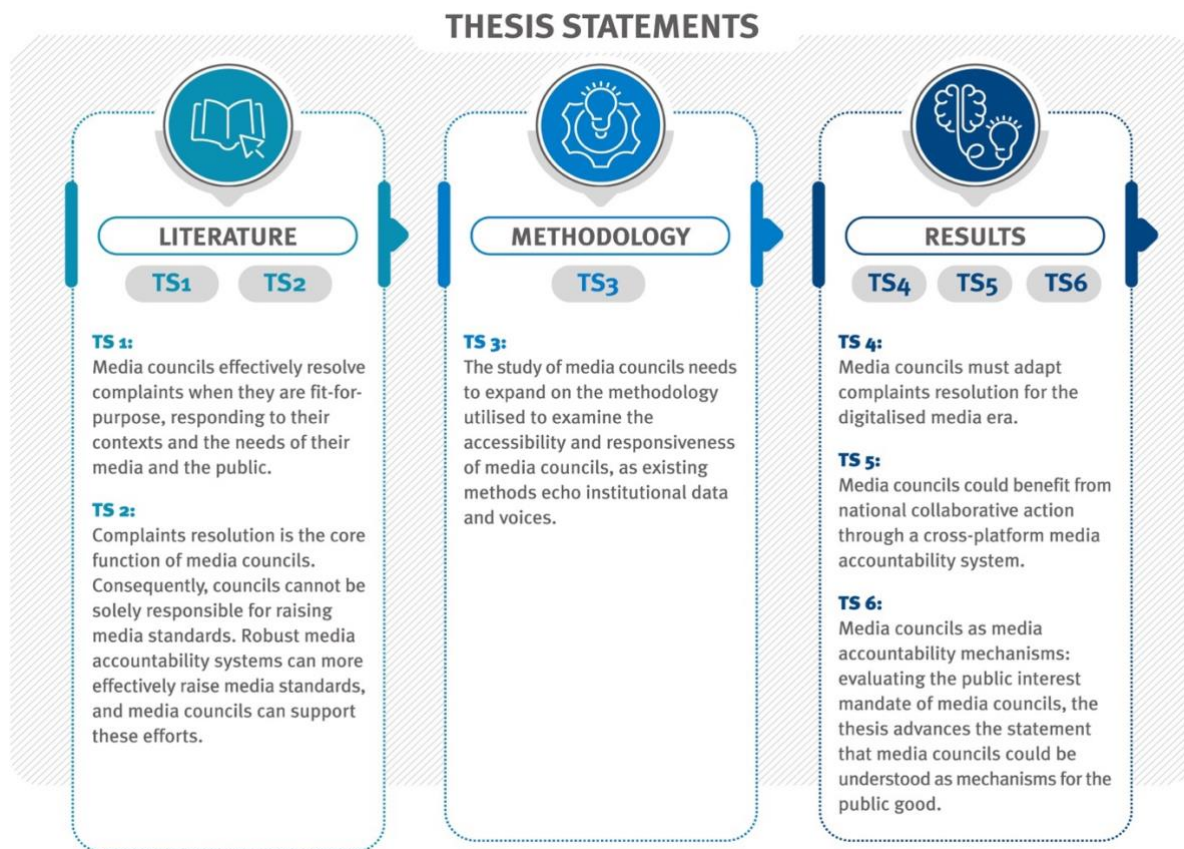 THESIS STATEMENTS
LITERATURE
TS1 TS2
TS 1:
Media councils effectively resolve
complaints when they are fit-for-
purpose, responding to their
contexts and the needs of their
media and the public.
TS 2:
Complaints resolution is the core
function of media councils.
Consequently, councils cannot be
solely responsible for raising
media standards. Robust media
accountability systems can more
effectively raise media standards,
and media councils can support
these efforts.
METHODOLOGY
TS3
TS 3:
The study of media councils needs
to expand on the methodology
utilised to examine the
accessibility and responsiveness
of media councils, as existing
methods echo institutional data
and voices.
RESULTS
TS4 TS5 TS6
TS 4:
Media councils must adapt
complaints resolution for the
digitalised media era.
TS 5:
Media councils could benefit from
national collaborative action
through a cross-platform media
accountability system.
TS 6:
Media councils as media
accountability mechanisms:
evaluating the public interest
mandate of media councils, the
thesis advances the statement
that media councils could be
understood as mechanisms for the
public good.